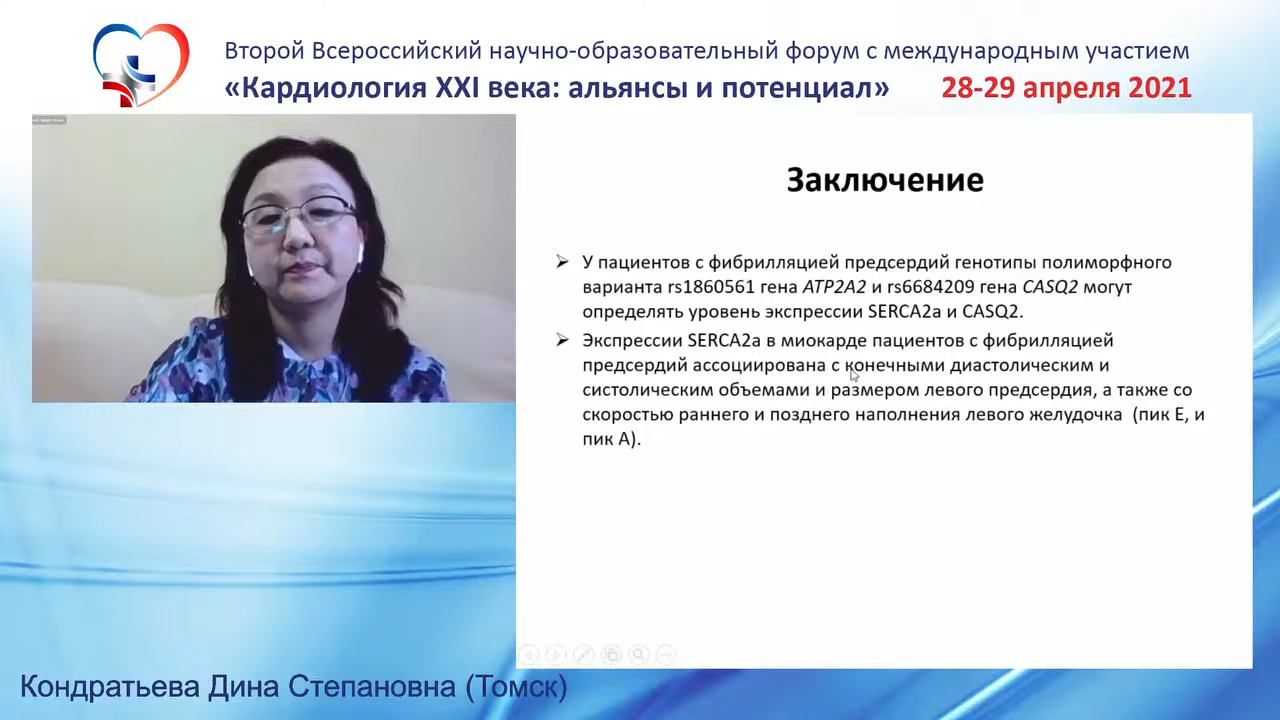 Второй Всероссийский научно-образовательный форум с международным участием
«Кардиология XXI века: альянсы и потенциал» 28-29 апреля 2021
Заключение
У пациентов с фибрилляцией предсердий генотипы полиморфного
варианта rs1860561 гена ATP2A2 и rs6684209 гена CASQ2 могут
определять уровень экспрессии SERCA2a и CASQ2.
Экспрессии SERCA2a в миокарде пациентов с фибрилляцией
предсердий ассоциирована с конечными диастолическим и
систолическим объемами и размером левого предсердия, а также со
скоростью раннего и позднего наполнения левого желудочка (пик Е, и
пик А).
Кондратьева Дина Степановна (Томск)